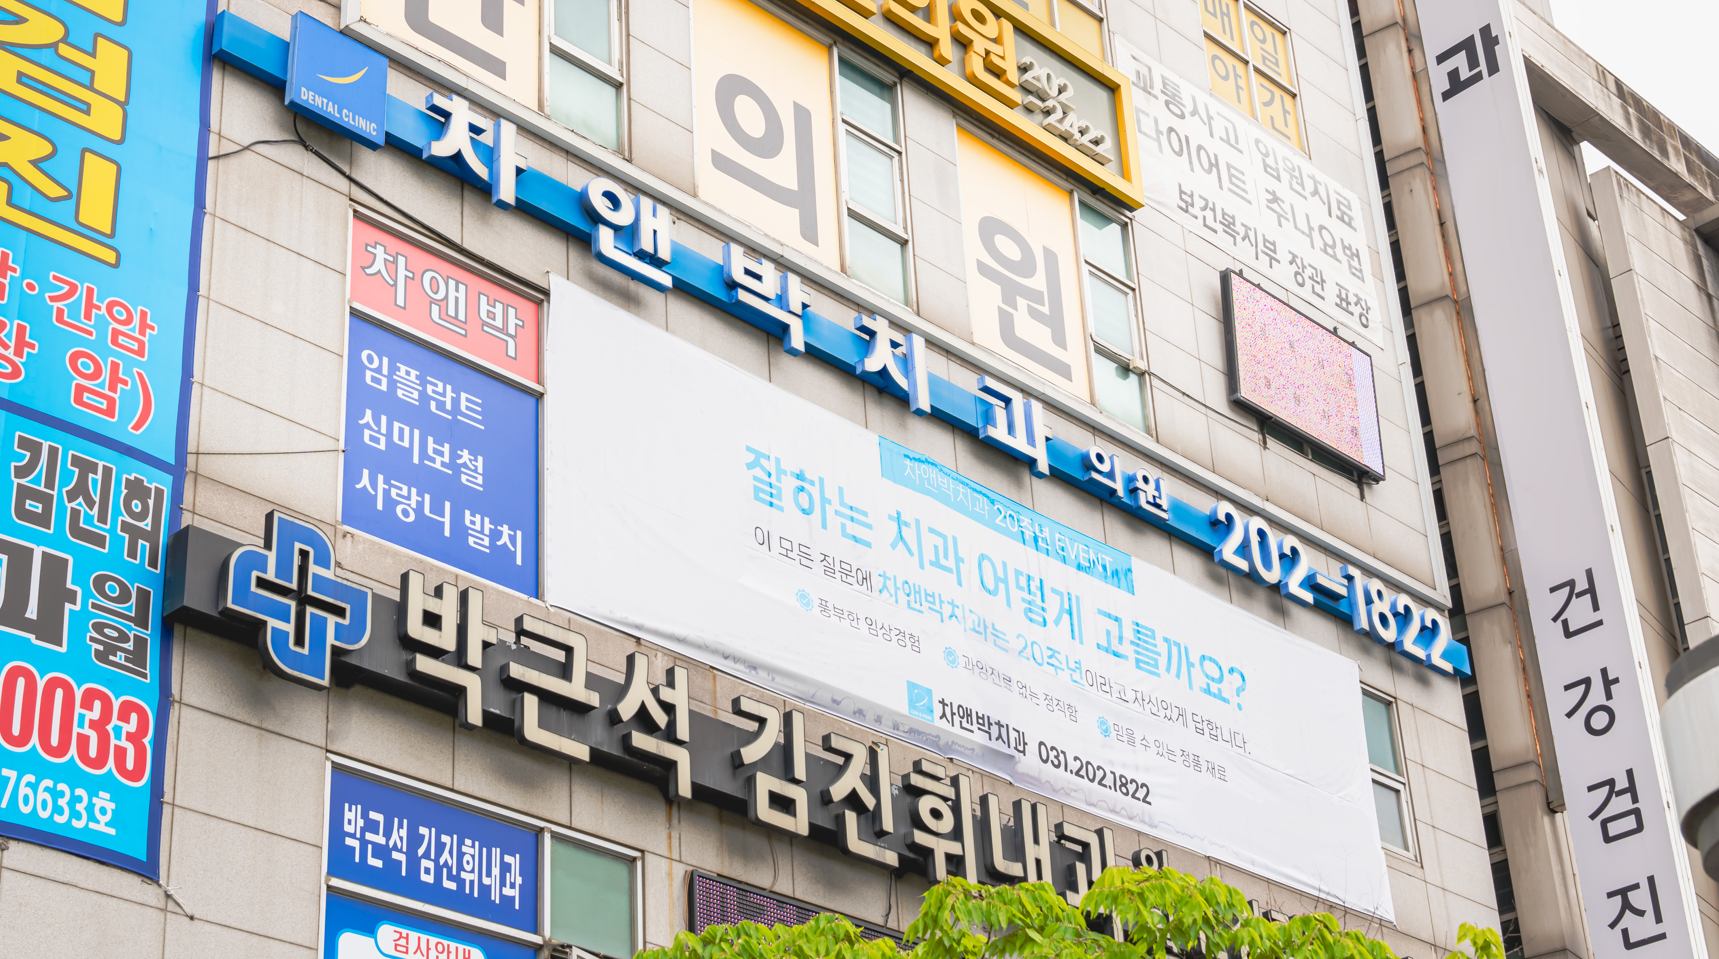 검진
간암
암)
김진휘
의원
0033
76633호
DENTAL CLINIC
차앤박치과의원 202-1822
의원
의원
202-2422
매일
야간
교통사고 입원치료
다이어트 추나요법
보건복지부 장관 표창
과
건강검진
차앤박
임플란트
심미보철
사랑니 발치
차앤박치과 20주년 EVENT
잘하는 치과 어떻게 고를까요?
이 모든 질문에 차앤박치과는 20주년이라고 자신있게 답합니다.
풍부한 임상경험
과잉진료 없는 정직함
믿을 수 있는 정품 재료
차앤박치과 031.202.1822
박근석김진휘내과
박근석 김진휘내과
검사안내